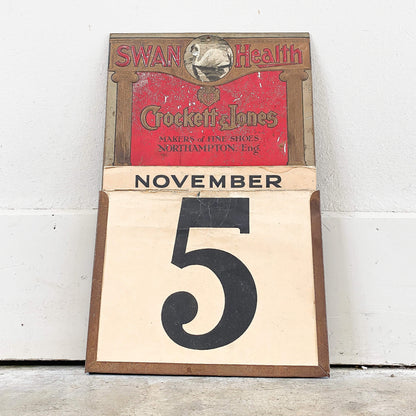 SWAN Health
Crockett & Jones
MAKERS OF FINE SHOES
NORTHAMPTON. Eng.
NOVEMBER
5